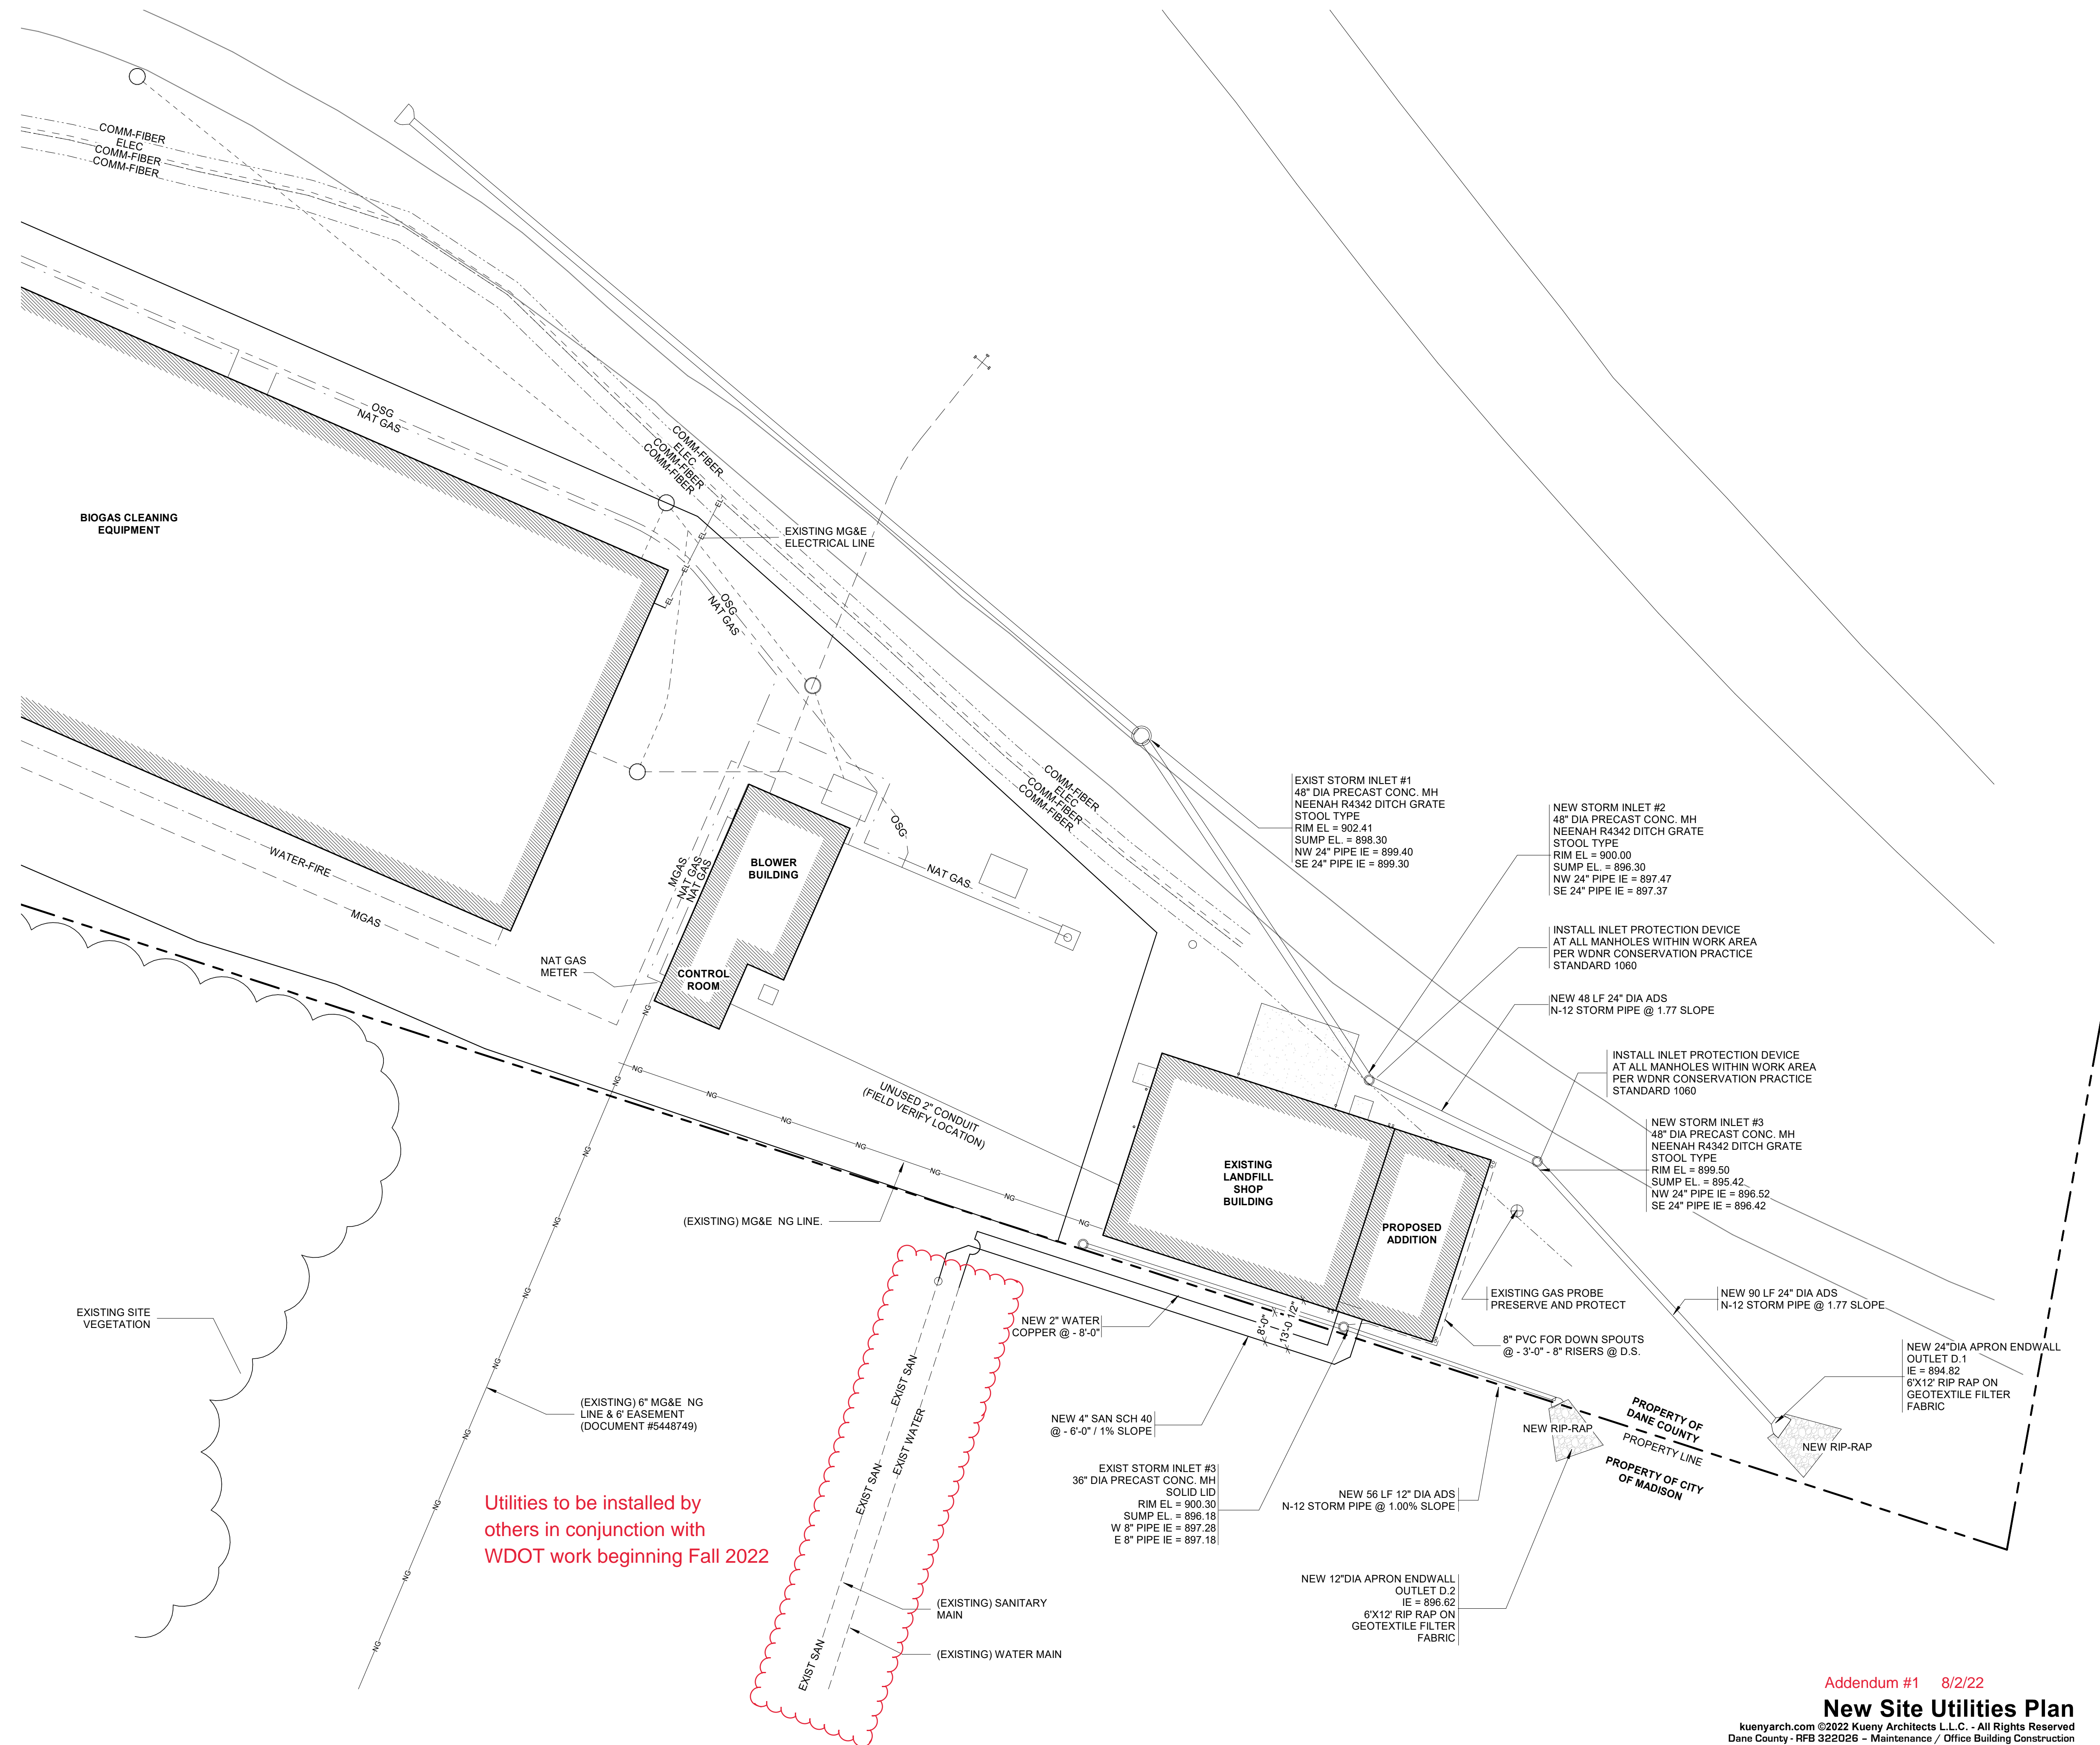 COMM-FIBER
ELEC
COMM-FIBER
COMM-FIBER
OSG
NAT GAS
COMM-FIBER
ELEC
COMM-FIBER
COMM-FIBER
BIOGAS CLEANING
EQUIPMENT
EL
EL
EL
EL
EXISTING MG&E
ELECTRICAL LINE
OSG
NAT GAS
COMM-FIBER
ELEC
COMM-FIBER
COMM-FIBER
EXIST STORM INLET #1
48" DIA PRECAST CONC. MH
NEENAH R4342 DITCH GRATE
STOOL TYPE
RIM EL = 902.41
SUMP EL. = 898.30
NW 24" PIPE IE = 899.40
SE 24" PIPE IE = 899.30
NEW STORM INLET #2
48" DIA PRECAST CONC. MH
NEENAH R4342 DITCH GRATE
STOOL TYPE
RIM EL = 900.00
SUMP EL. = 896.30
NW 24" PIPE IE = 897.47
SE 24" PIPE IE = 897.37
OSG
WATER-FIRE
MGAS
MGAS
NAT GAS
NAT GAS
BLOWER
BUILDING
NAT GAS
NAT GAS
METER
CONTROL
ROOM
INSTALL INLET PROTECTION DEVICE
AT ALL MANHOLES WITHIN WORK AREA
PER WDNR CONSERVATION PRACTICE
STANDARD 1060
NEW 48 LF 24" DIA ADS
N-12 STORM PIPE @ 1.77 SLOPE
INSTALL INLET PROTECTION DEVICE
AT ALL MANHOLES WITHIN WORK AREA
PER WDNR CONSERVATION PRACTICE
STANDARD 1060
NG
NG
NG
NG
NG
NG
NG
NG
NG
UNUSED 2" CONDUIT
(FIELD VERIFY LOCATION)
NEW STORM INLET #3
48" DIA PRECAST CONC. MH
NEENAH R4342 DITCH GRATE
STOOL TYPE
RIM EL = 899.50
SUMP EL. = 895.42
NW 24" PIPE IE = 896.52
SE 24" PIPE IE = 896.42
EXISTING
LANDFILL
SHOP
BUILDING
PROPOSED
ADDITION
(EXISTING) MG&E  NG LINE.
NG
NG
NG
NG
NG
NG
NG
EXISTING SITE
VEGETATION
NEW 2" WATER
COPPER @ - 8'-0"
8'-0"
13'-0 1/2"
EXISTING GAS PROBE
PRESERVE AND PROTECT
NEW 90 LF 24" DIA ADS
N-12 STORM PIPE @ 1.77 SLOPE
8" PVC FOR DOWN SPOUTS
@ - 3'-0" - 8" RISERS @ D.S.
NEW 24"DIA APRON ENDWALL
OUTLET D.1
IE = 894.82
6'X12' RIP RAP ON
GEOTEXTILE FILTER
FABRIC
(EXISTING) 6" MG&E  NG
LINE & 6' EASEMENT
(DOCUMENT #5448749)
EXIST SAN
EXIST WATER
EXIST SAN
EXIST SAN
NEW 4" SAN SCH 40
@ - 6'-0" / 1% SLOPE
NEW RIP-RAP
PROPERTY OF
DANE COUNTY
PROPERTY LINE
PROPERTY OF CITY
OF MADISON
NEW RIP-RAP
EXIST STORM INLET #3
36" DIA PRECAST CONC. MH
SOLID LID
RIM EL = 900.30
SUMP EL. = 896.18
W 8" PIPE IE = 897.28
E 8" PIPE IE = 897.18
NEW 56 LF 12" DIA ADS
N-12 STORM PIPE @ 1.00% SLOPE
Utilities to be installed by
others in conjunction with
WDOT work beginning Fall 2022
NEW 12"DIA APRON ENDWALL
OUTLET D.2
IE = 896.62
6'X12' RIP RAP ON
GEOTEXTILE FILTER
FABRIC
(EXISTING) SANITARY
MAIN
(EXISTING) WATER MAIN
Addendum #1    8/2/22
New Site Utilities Plan
kuenyarch.com ©2022 Kueny Architects L.L.C. - All Rights Reserved
Dane County - RFB 322026 – Maintenance / Office Building Construction